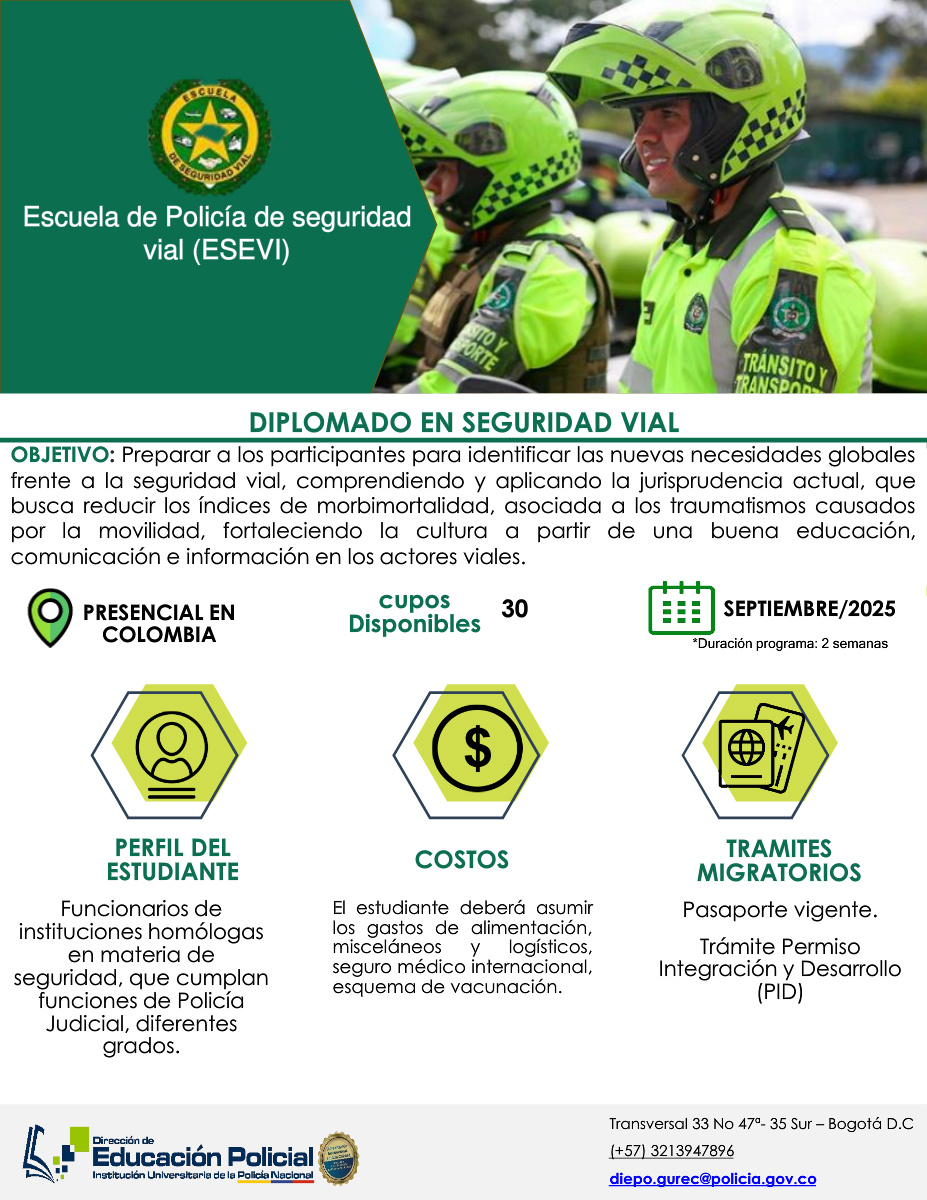 ESCUELA
DE SEGURIDAD VIAL
Escuela de Policía de seguridad
vial (ESEVI)
TRÁNSITO Y
TRANSPORTE
DIPLOMADO EN SEGURIDAD VIAL
OBJETIVO: Preparar a los participantes para identificar las nuevas necesidades globales
frente a la seguridad vial, comprendiendo y aplicando la jurisprudencia actual, que
busca reducir los índices de morbimortalidad, asociada a los traumatismos causados
por la movilidad, fortaleciendo la cultura a partir de una buena educación,
comunicación e información en los actores viales.
PRESENCIAL EN
COLOMBIA
cupos
Disponibles
30
SEPTIEMBRE/2025
*Duración programa: 2 semanas
$
PERFIL DEL
ESTUDIANTE
Funcionarios de
instituciones homólogas
en materia de
seguridad, que cumplan
funciones de Policía
Judicial, diferentes
grados.
COSTOS
El estudiante deberá asumir
los gastos de alimentación,
misceláneos y logísticos,
seguro médico internacional,
esquema de vacunación.
TRAMITES
MIGRATORIOS
Pasaporte vigente.
Trámite Permiso
Integración y Desarrollo
(PID)
Dirección de
Educación Policial
Institución Universitaria de la Policía Nacional
Transversal 33 No 47ª- 35 Sur – Bogotá D.C
(+57) 3213947896
diepo.gurec@policia.gov.co